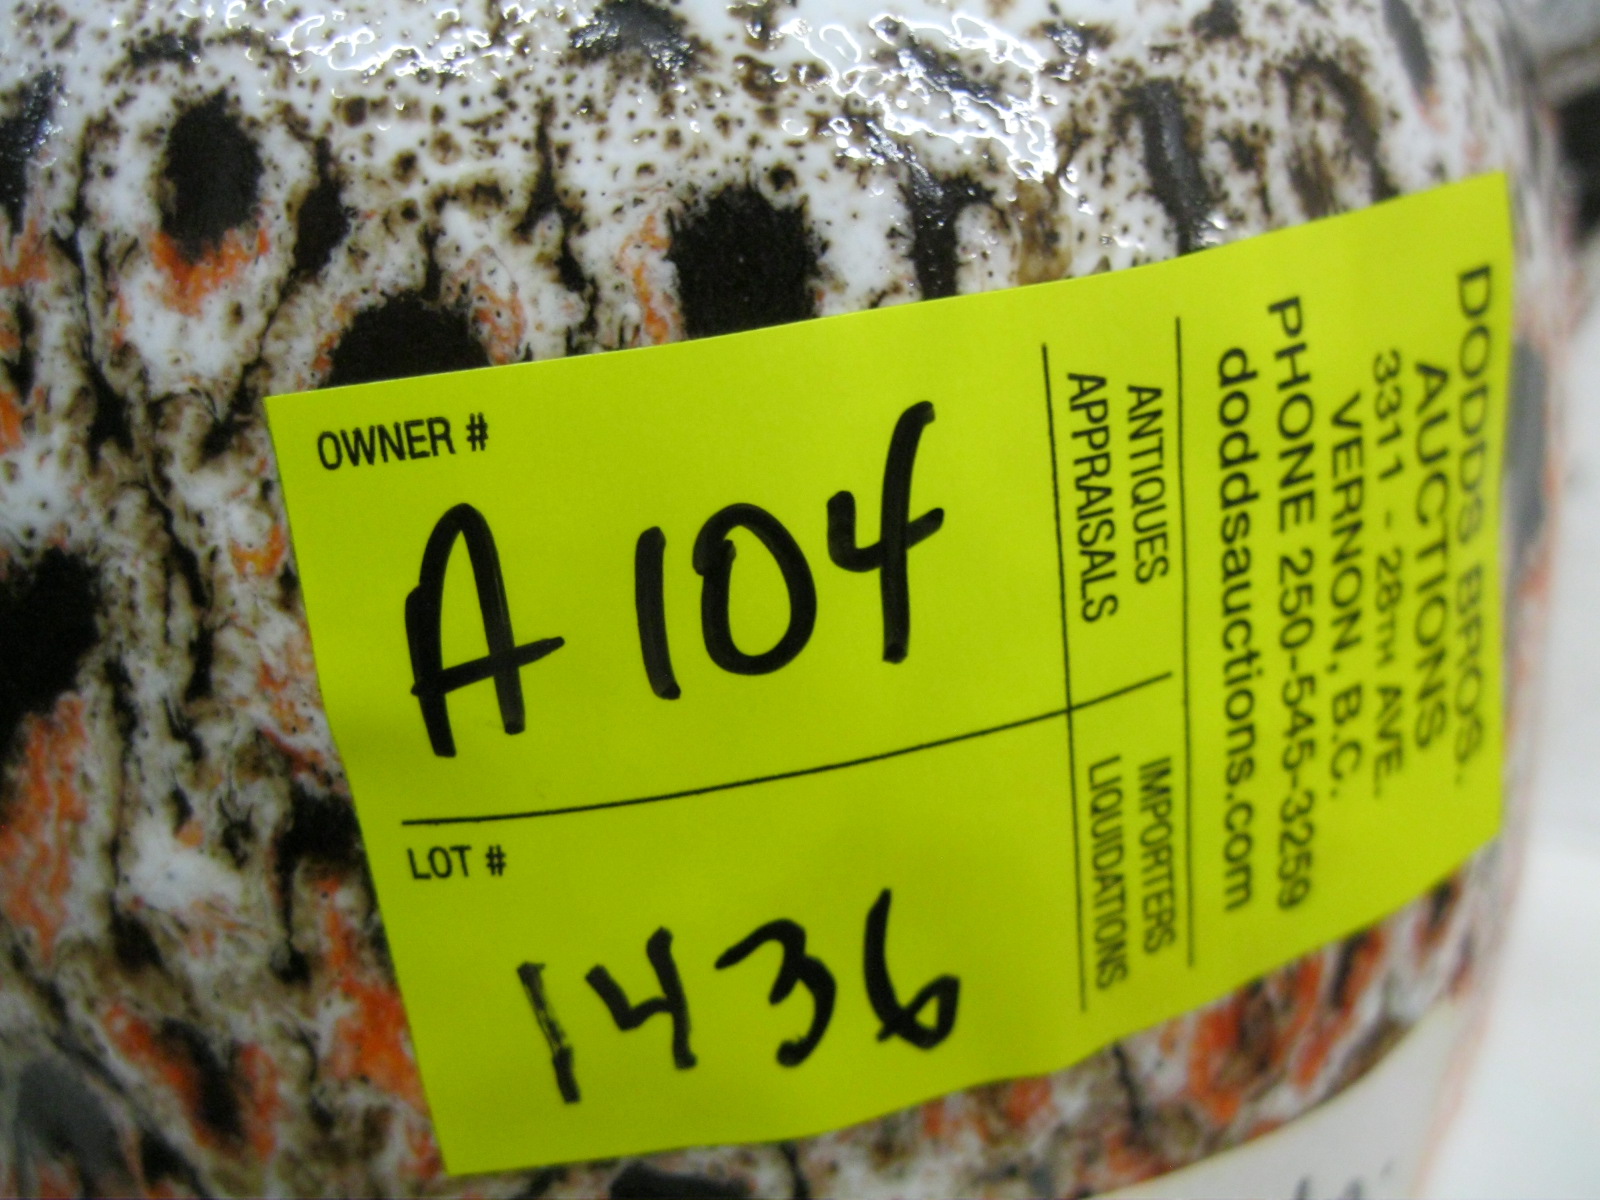 OWNER #
A 104
LOT #
1436
ANTIQUES
APPRAISALS
IMPORTERS
LIQUIDATIONS
DODDS BROS.
AUCTIONS
3311 - 28TH AVE.
VERNON, B.C.
PHONE 250-545-3259
doddsauctions.com